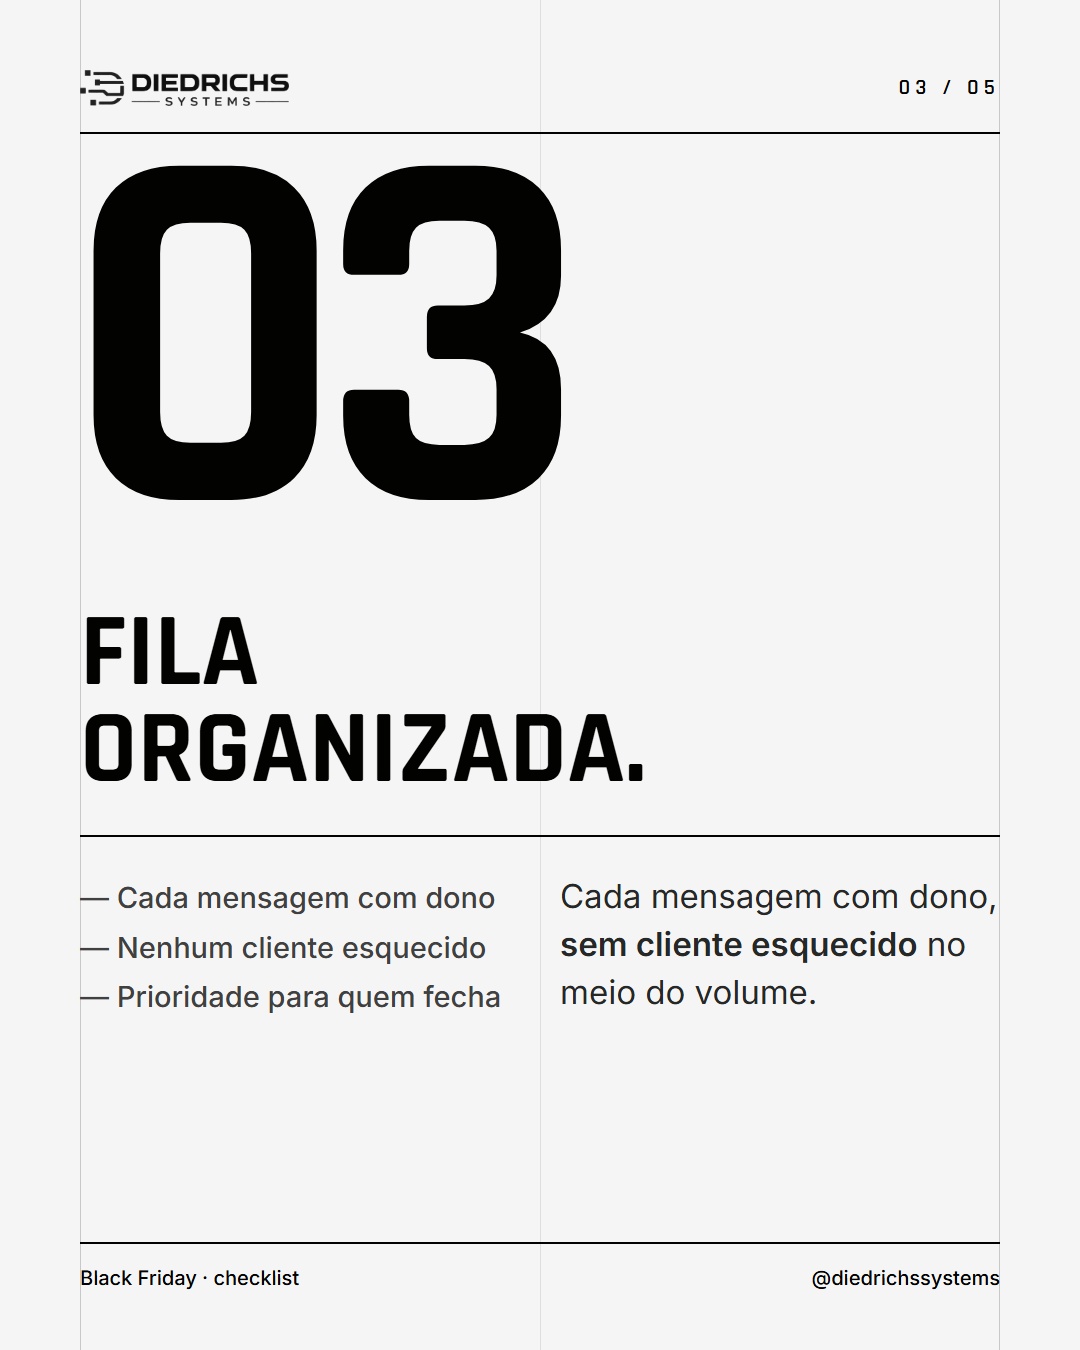 DIEDRICHS
SYSTEMS
03 / 05
03
FILA
ORGANIZADA.
— Cada mensagem com dono
— Nenhum cliente esquecido
— Prioridade para quem fecha
Cada mensagem com dono,
sem cliente esquecido no
meio do volume.
Black Friday · checklist
@diedrichssystems